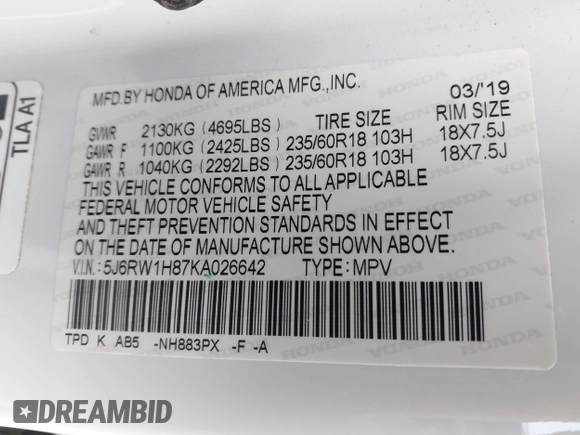 MFD.BY HONDA OF AMERICA MFG.,INC. 03/'19
GVWR 2130KG (4695LBS) TIRE SIZE RIM SIZE
GAWR F 1100KG (2425LBS) 235/60R18 103H 18X7.5J
GAWR R 1040KG (2292LBS) 235/60R18 103H 18X7.5J
THIS VEHICLE CONFORMS TO ALL APPLICABLE
FEDERAL MOTOR VEHICLE SAFETY
AND THEFT PREVENTION STANDARDS IN EFFECT
ON THE DATE OF MANUFACTURE SHOWN ABOVE.
V.I.N.: 5J6RW1H87KA026642 TYPE: MPV
TPD K AB5 -NH883PX -F -A
TLA A1
DREAMBID